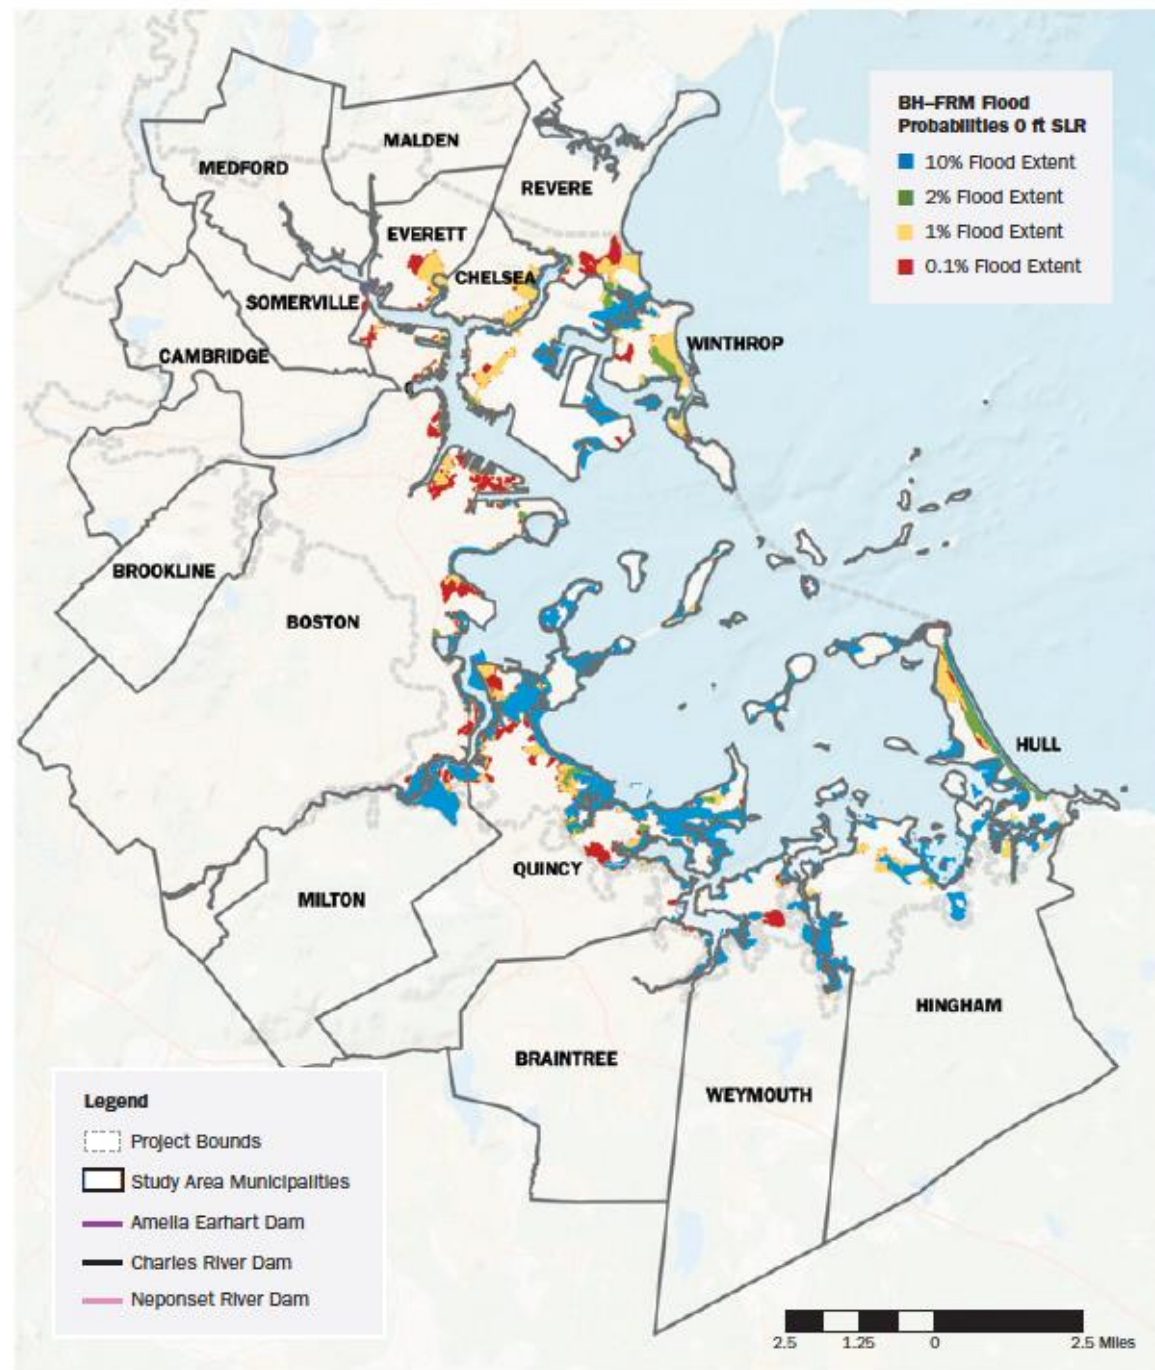 BH–FRM Flood
Probabilities 0 ft SLR
10% Flood Extent
2% Flood Extent
1% Flood Extent
0.1% Flood Extent
MALDEN
MEDFORD
REVERE
EVERETT
CHELSEA
SOMERVILLE
WINTHROP
CAMBRIDGE
BROOKLINE
BOSTON
HULL
QUINCY
MILTON
HINGHAM
BRAINTREE
WEYMOUTH
Legend
Project Bounds
Study Area Municipalities
Amelia Earhart Dam
Charles River Dam
Neponset River Dam
2.5 1.25 0 2.5 Miles